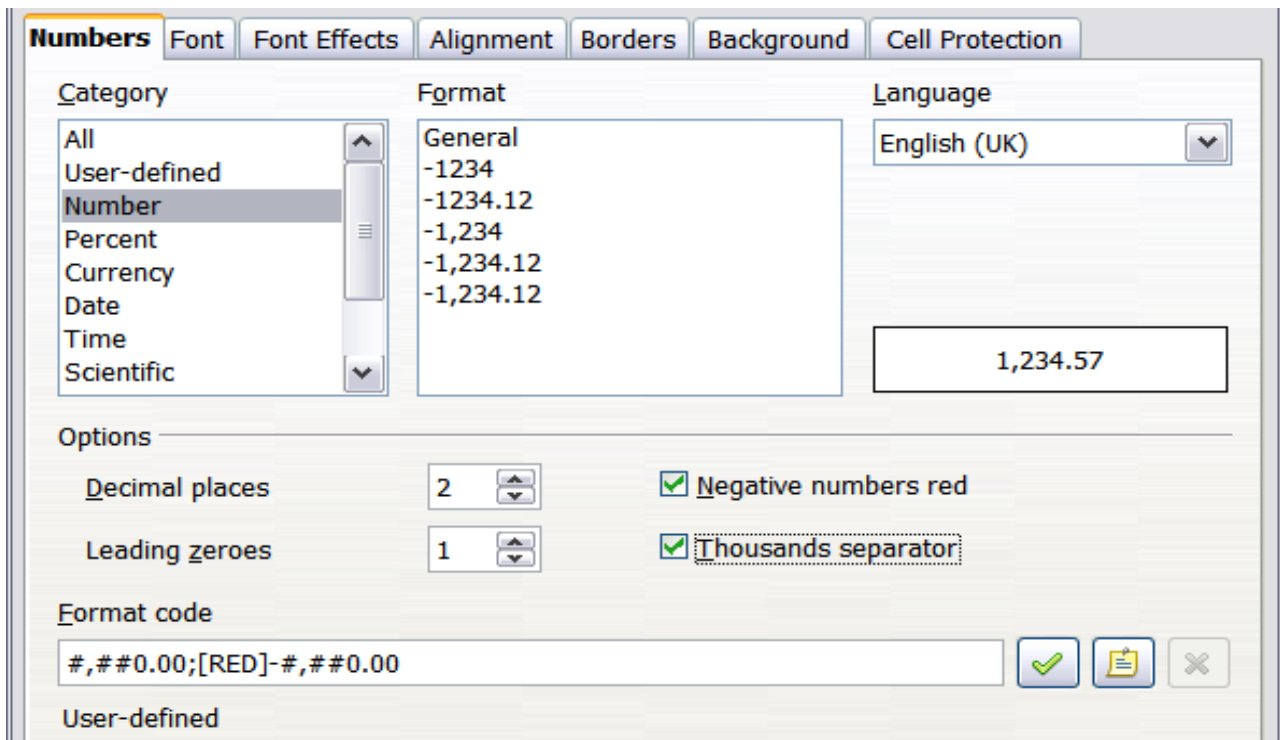 Numbers Font Font Effects Alignment Borders Background Cell Protection
Category Format Language
All
User-defined
Number
Percent
Currency
Date
Time
Scientific
General
-1234
-1234.12
-1,234
-1,234.12
-1,234.12
English (UK)
1,234.57
Options
Decimal places 2 Negative numbers red
Leading zeroes 1 Thousands separator
Format code
#,##0.00;[RED]-#,##0.00
User-defined